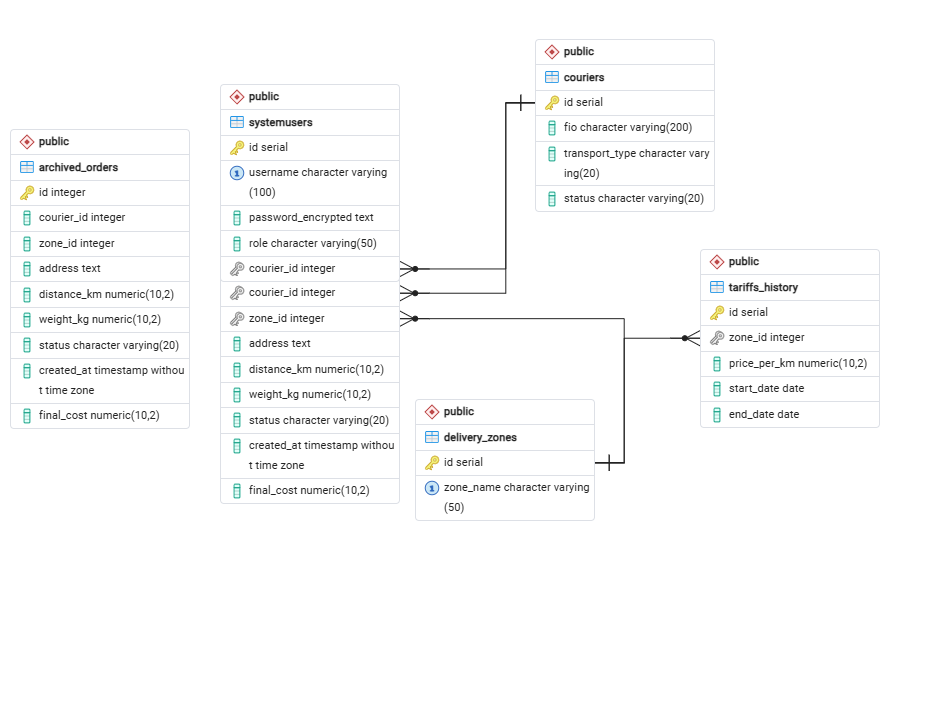 public
archived_orders
id integer
courier_id integer
zone_id integer
address text
distance_km numeric(10,2)
weight_kg numeric(10,2)
status character varying(20)
created_at timestamp withou
t time zone
final_cost numeric(10,2)
public
systemusers
id serial
1
username character varying
(100)
password_encrypted text
role character varying(50)
courier_id integer
courier_id integer
zone_id integer
address text
distance_km numeric(10,2)
weight_kg numeric(10,2)
status character varying(20)
created_at timestamp withou
t time zone
final_cost numeric(10,2)
public
couriers
id serial
fio character varying(200)
transport_type character vary
ing(20)
status character varying(20)
public
delivery_zones
id serial
1
zone_name character varying
(50)
public
tariffs_history
id serial
zone_id integer
price_per_km numeric(10,2)
start_date date
end_date date